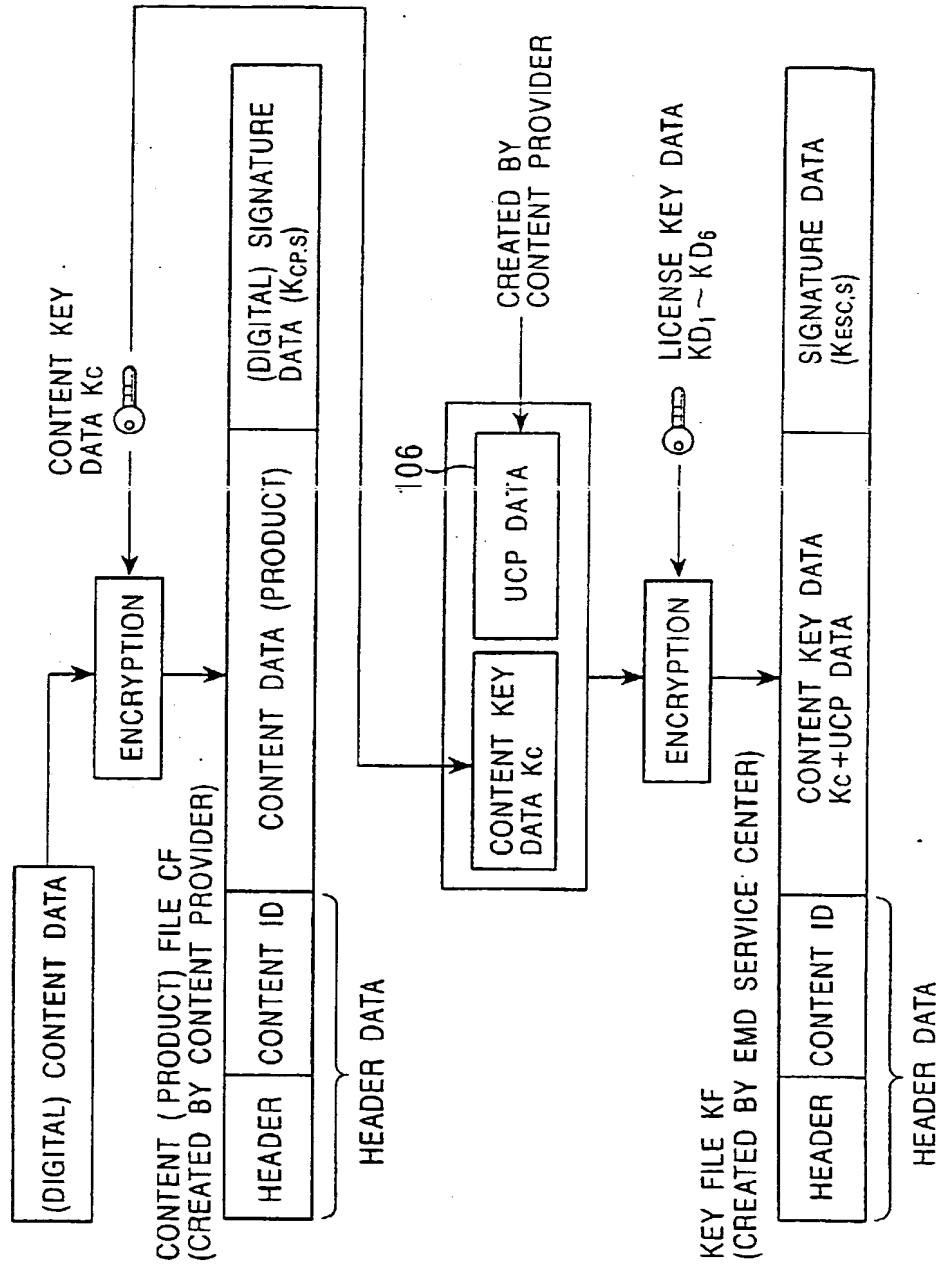 (DIGITAL) CONTENT DATA
ENCRYPTION
CONTENT KEY
DATA Kc
CONTENT (PRODUCT) FILE CF
(CREATED BY CONTENT PROVIDER)
HEADER
CONTENT ID
CONTENT DATA (PRODUCT)
(DIGITAL) SIGNATURE
DATA (KCP,S)
HEADER DATA
CONTENT KEY
DATA Kc
UCP DATA
106
CREATED BY
CONTENT PROVIDER
ENCRYPTION
LICENSE KEY DATA
KD1 ~ KD6
KEY FILE KF
(CREATED BY EMD SERVICE CENTER)
HEADER
CONTENT ID
CONTENT KEY DATA
Kc+UCP DATA
SIGNATURE DATA
(KESC,S)
HEADER DATA